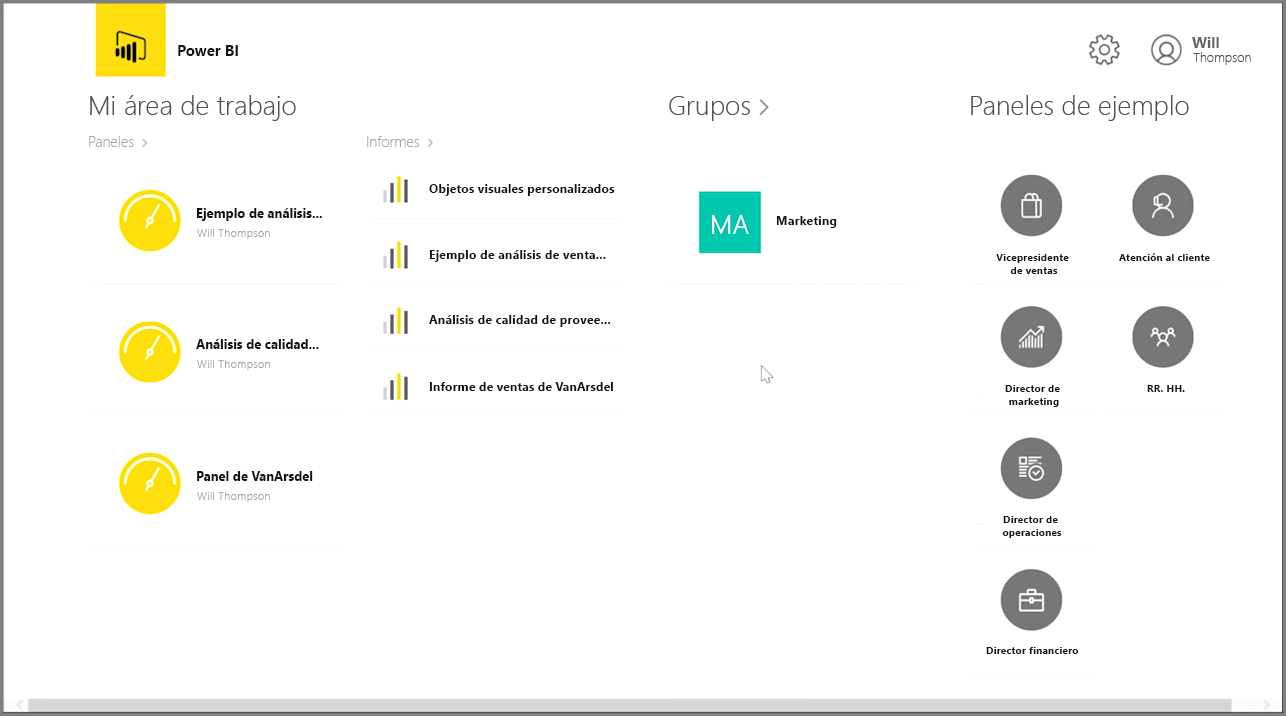 Power BI
Will
Thompson
Mi área de trabajo
Paneles
Ejemplo de análisis...
Will Thompson
Análisis de calidad...
Will Thompson
Panel de VanArsdel
Will Thompson
Informes
Objetos visuales personalizados
Ejemplo de análisis de venta...
Análisis de calidad de provee...
Informe de ventas de VanArsdel
Grupos
MA
Marketing
Paneles de ejemplo
Vicepresidente
de ventas
Atención al cliente
Director de
marketing
RR. HH.
Director de
operaciones
Director financiero